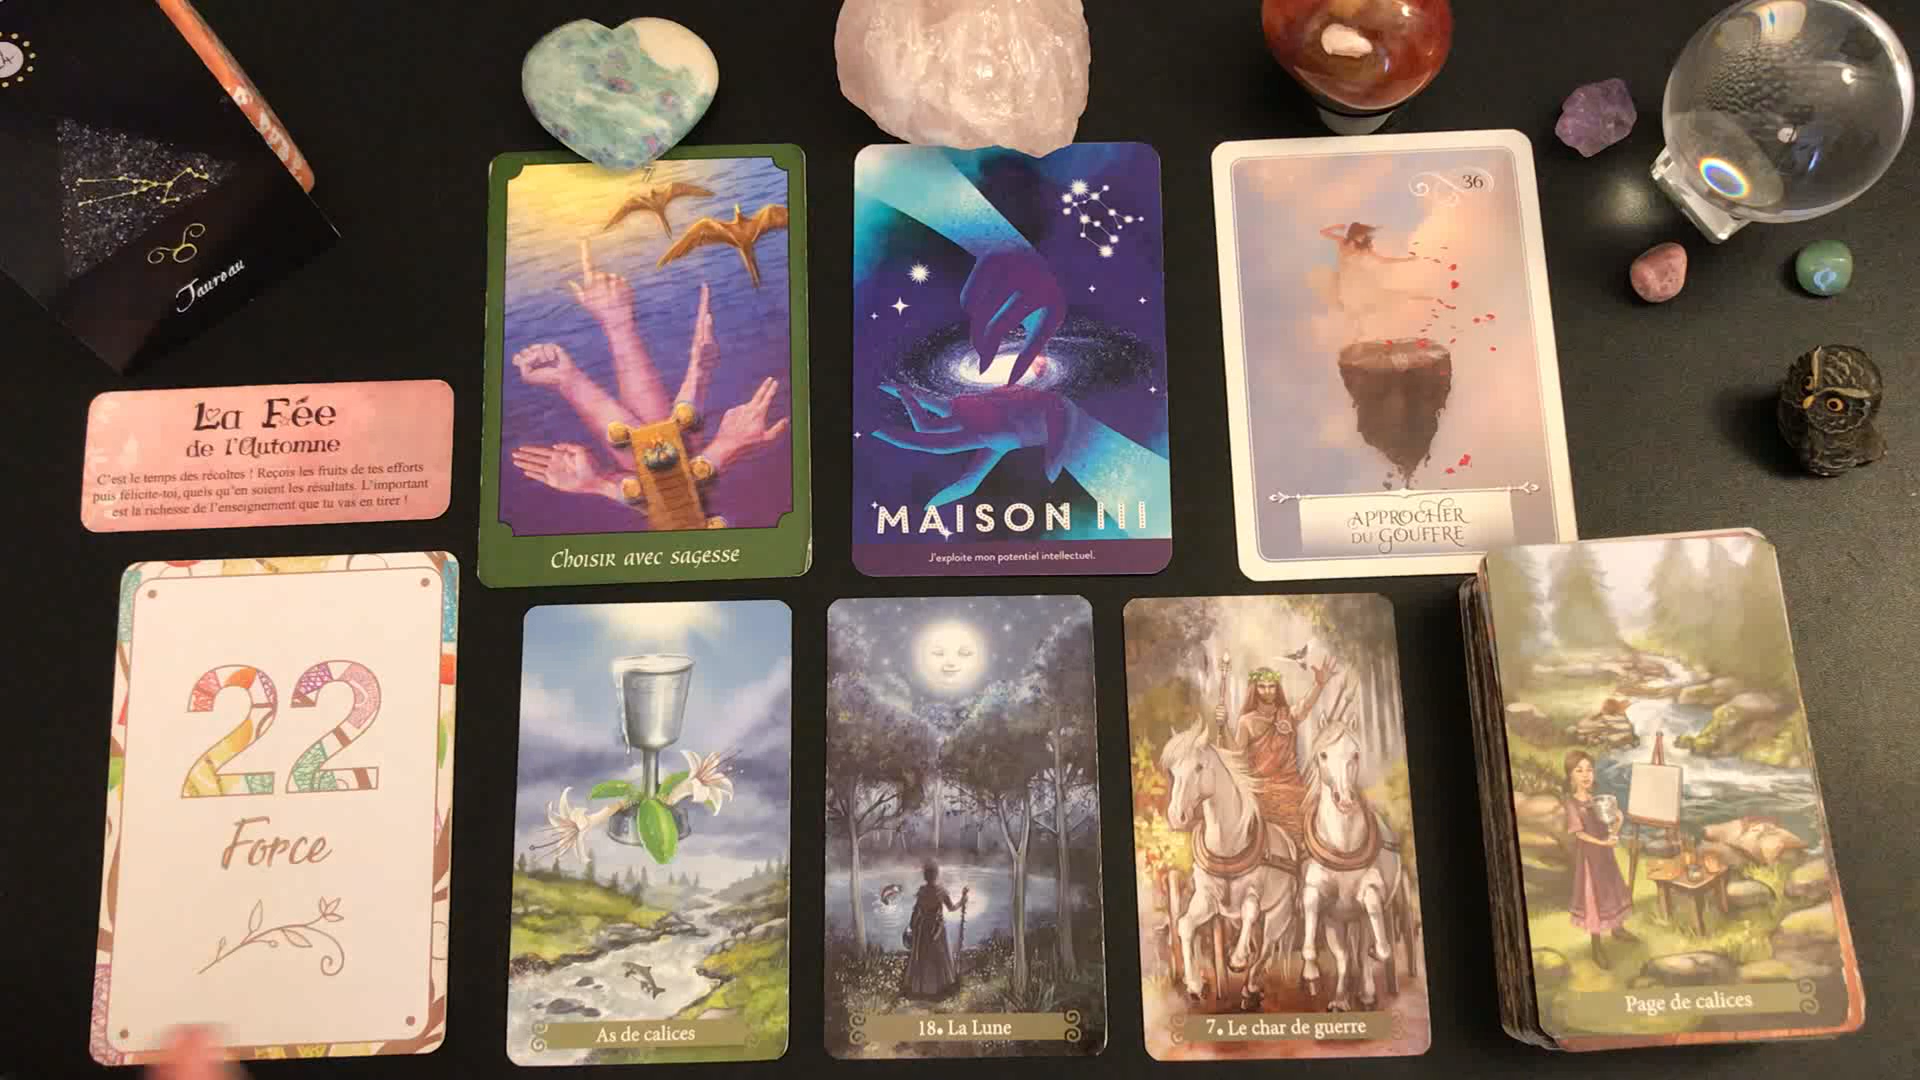 Taureau
La Fée
de l'Automne
C'est le temps des récoltes ! Reçois les fruits de tes efforts
puis félicite-toi, quels qu'en soient les résultats. L'important
est la richesse de l'enseignement que tu vas en tirer !
7
Choisir avec sagesse
MAISON III
J'exploite mon potentiel intellectuel.
36
APPROCHER
DU GOUFFRE
22
Force
As de calices
18. La Lune
7. Le char de guerre
Page de calices